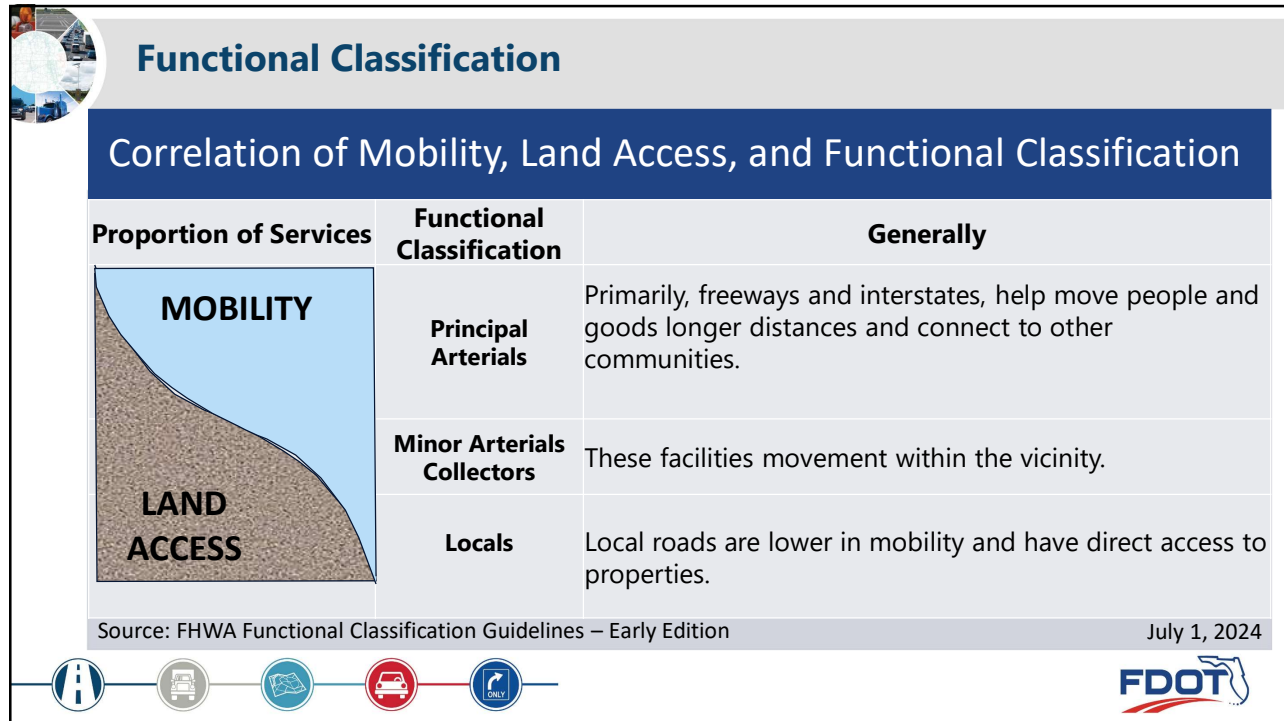 Functional Classification
Correlation of Mobility, Land Access, and Functional Classification
Proportion of Services
Functional
Classification
Generally
MOBILITY
LAND
ACCESS
Principal
Arterials
Primarily, freeways and interstates, help move people and
goods longer distances and connect to other
communities.
Minor Arterials
Collectors
These facilities movement within the vicinity.
Locals
Local roads are lower in mobility and have direct access to
properties.
Source: FHWA Functional Classification Guidelines – Early Edition
July 1, 2024
ONLY
FDOT